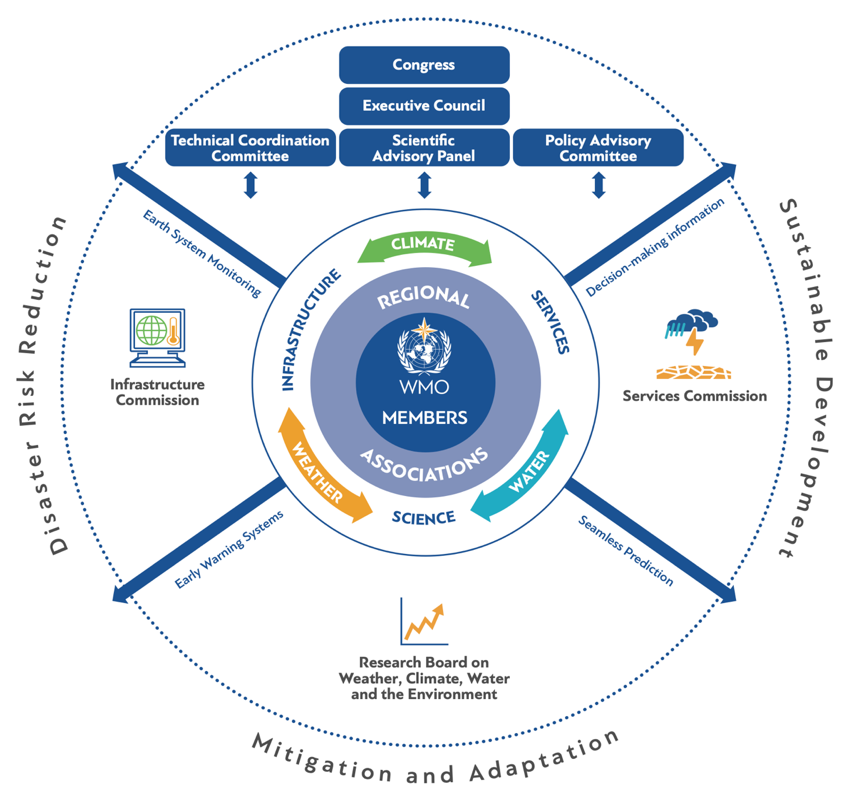 Congress
Executive Council
Technical Coordination
Committee
Scientific
Advisory Panel
Policy Advisory
Committee
Earth System Monitoring
Decision-making information
Disaster Risk Reduction
Sustainable Development
CLIMATE
INFRASTRUCTURE
SERVICES
REGIONAL
WMO
MEMBERS
ASSOCIATIONS
WEATHER
WATER
SCIENCE
Infrastructure
Commission
Services Commission
Early Warning Systems
Seamless Prediction
Research Board on
Weather, Climate, Water
and the Environment
Mitigation and Adaptation